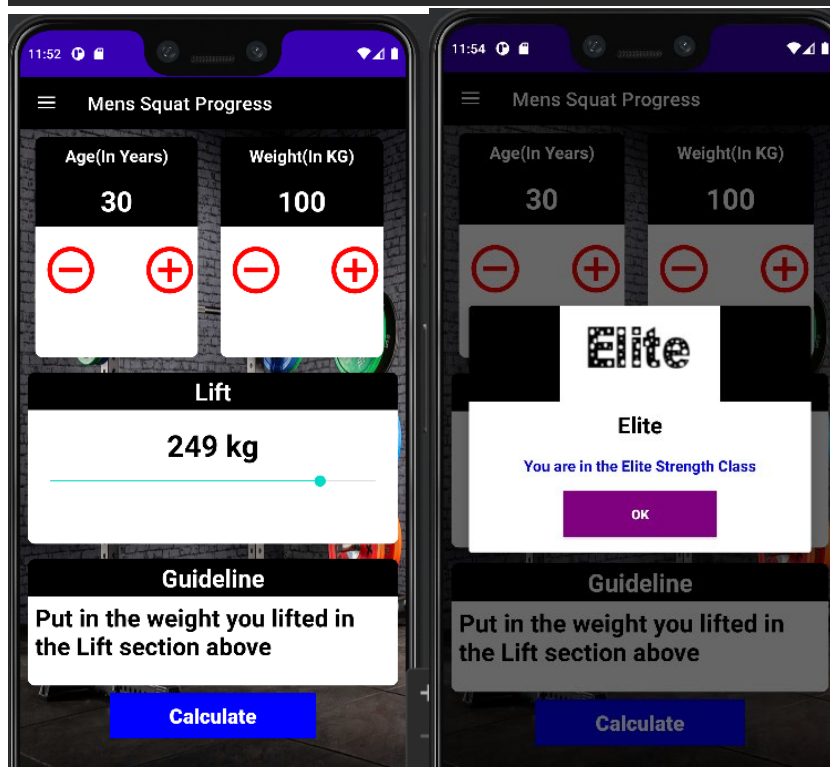 11:52
Mens Squat Progress
Age(In Years)
Weight(In KG)
30
100
Lift
249 kg
Guideline
Put in the weight you lifted in
the Lift section above
Calculate
11:54
Mens Squat Progress
Age(In Years)
Weight(In KG)
30
100
Elite
Elite
You are in the Elite Strength Class
OK
Guideline
Put in the weight you lifted in
the Lift section above
Calculate